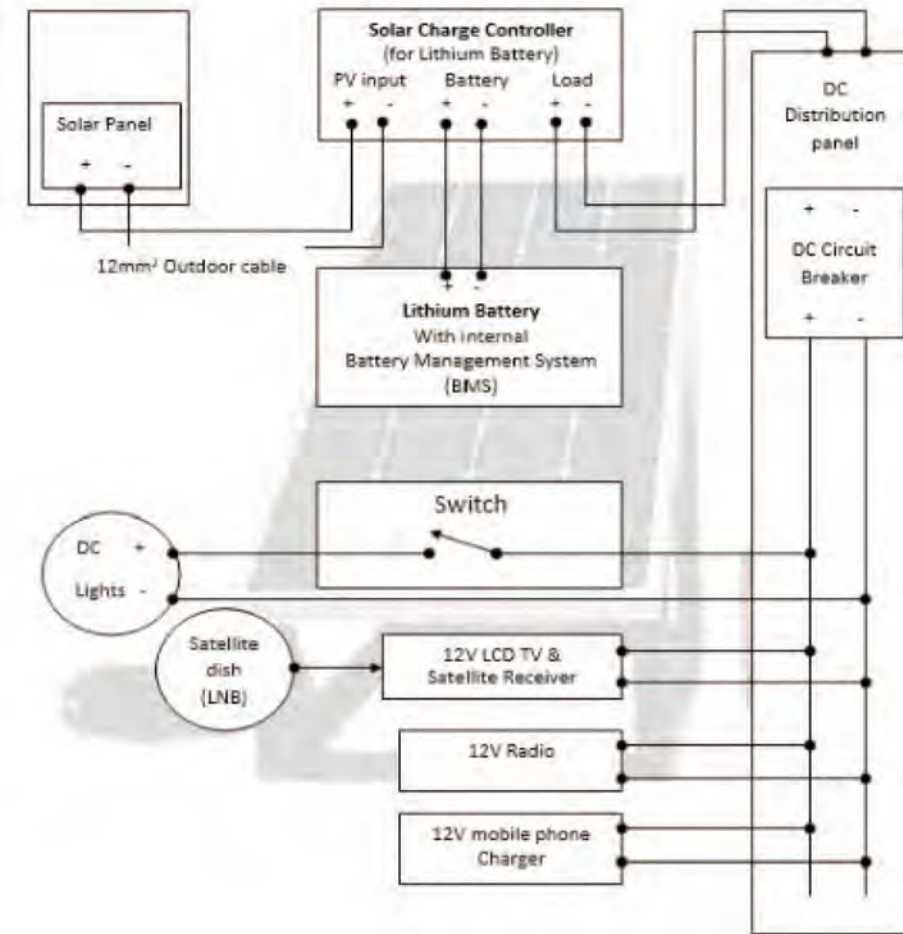 Solar Charge Controller
(for Lithium Battery)
PV input Battery Load
+ - + - + -
Solar Panel
+ -
12mm² Outdoor cable
DC
Distribution
panel
+ -
DC Circuit
Breaker
+ -
+ -
Lithium Battery
With internal
Battery Management System
(BMS)
Switch
DC +
Lights -
Satellite
dish
(LNB)
12V LCD TV &
Satellite Receiver
12V Radio
12V mobile phone
Charger